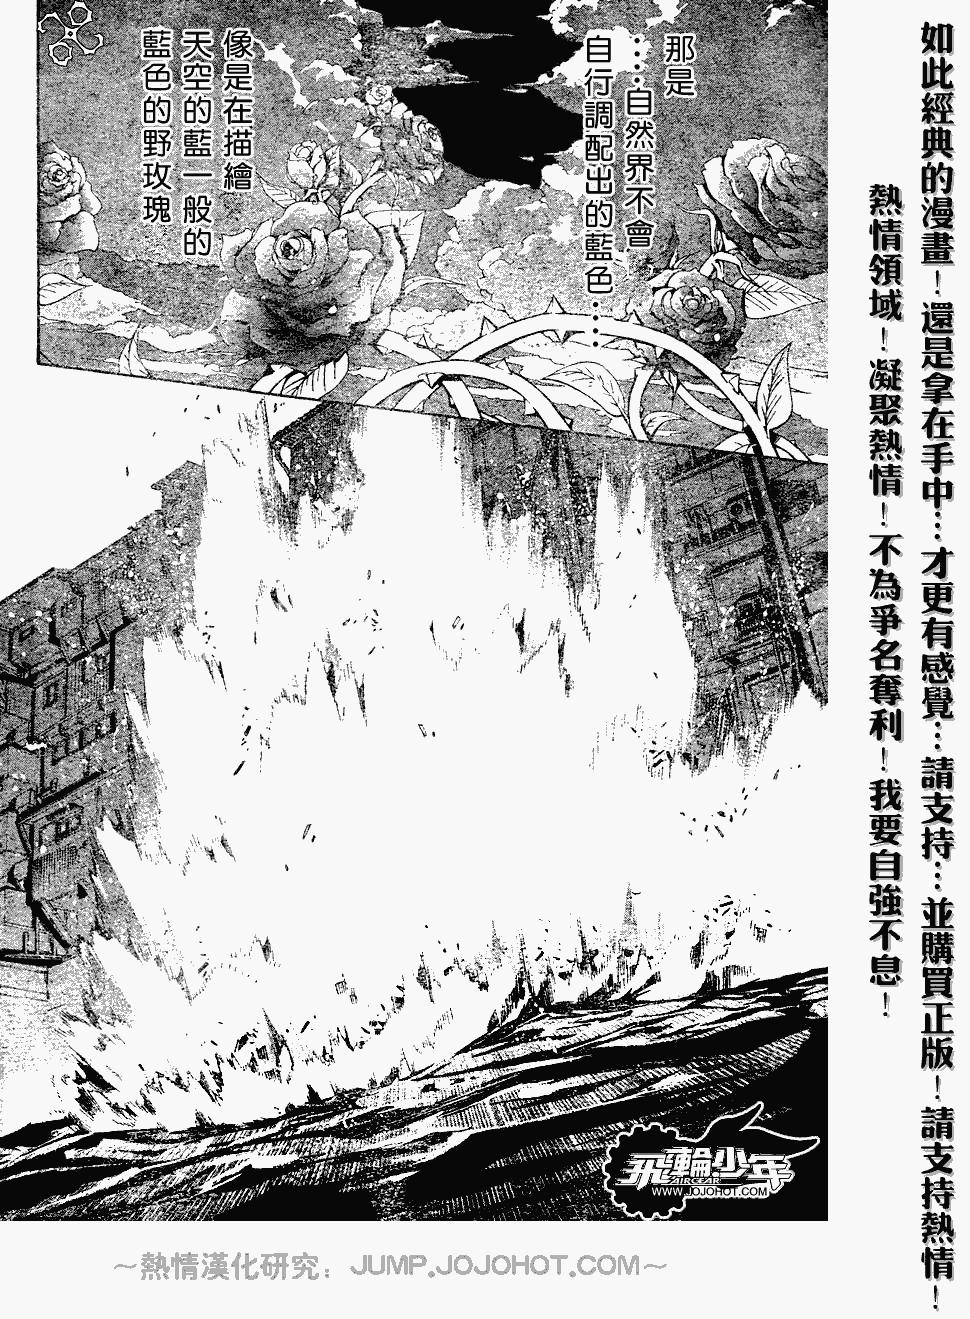 如此經典的漫畫！還是拿在手中…才更有感覺…請支持…並購買正版！請支持熱情！
熱情領域！凝聚熱情！不為爭名奪利！我要自強不息！
那是
…自然界不會
自行調配出的藍色…
像是在描繪
天空的藍一般的
藍色的野玫瑰
飛輪少年
AIRGEAR
WWW.JOJOHOT.COM
～熱情漢化研究：JUMP.JOJOHOT.COM～